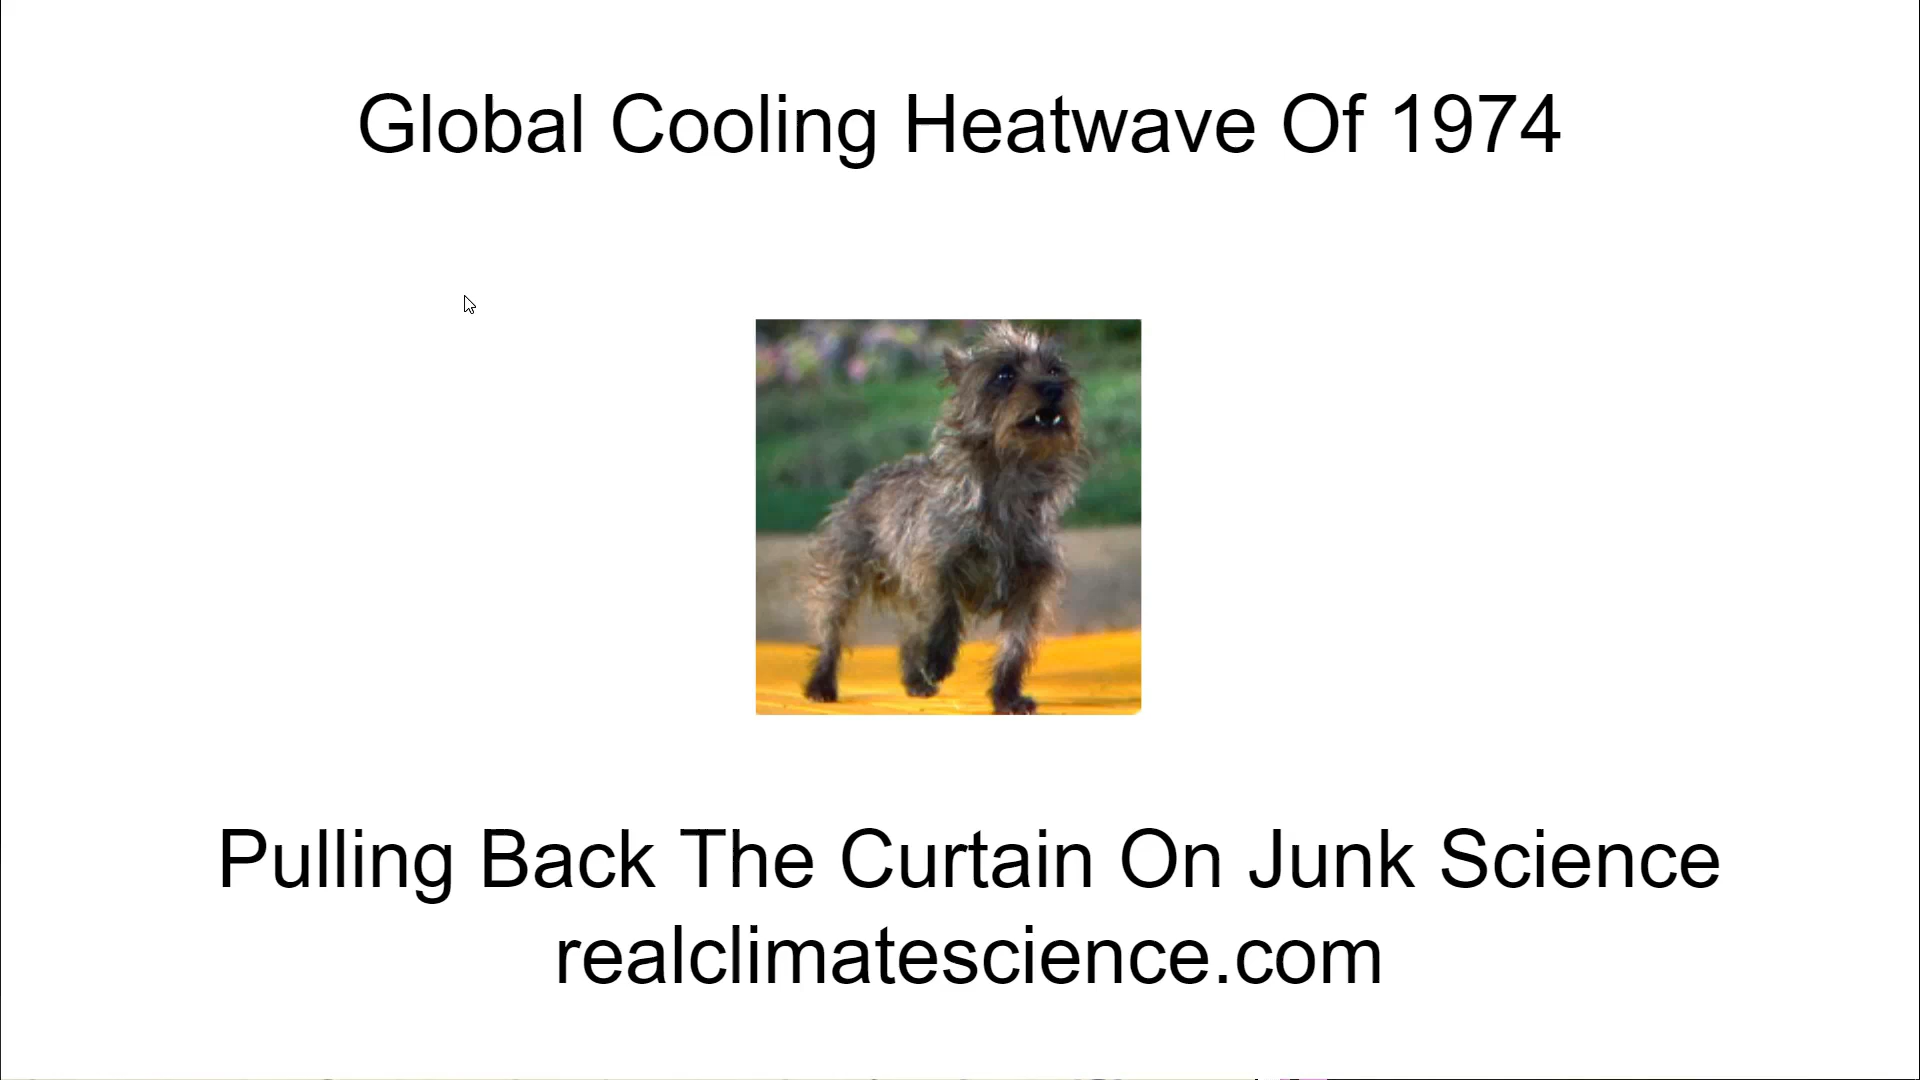 Global Cooling Heatwave Of 1974
Pulling Back The Curtain On Junk Science
realclimatescience.com